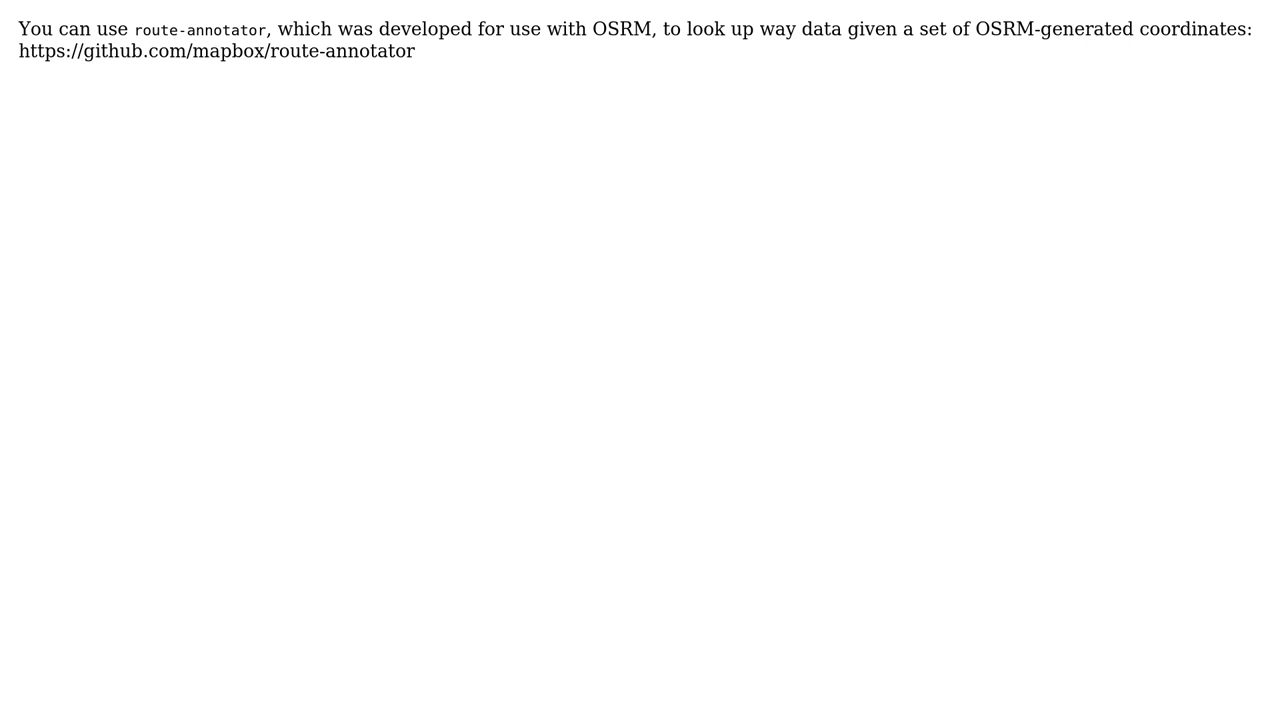 You can use route-annotator, which was developed for use with OSRM, to look up way data given a set of OSRM-generated coordinates:
https://github.com/mapbox/route-annotator